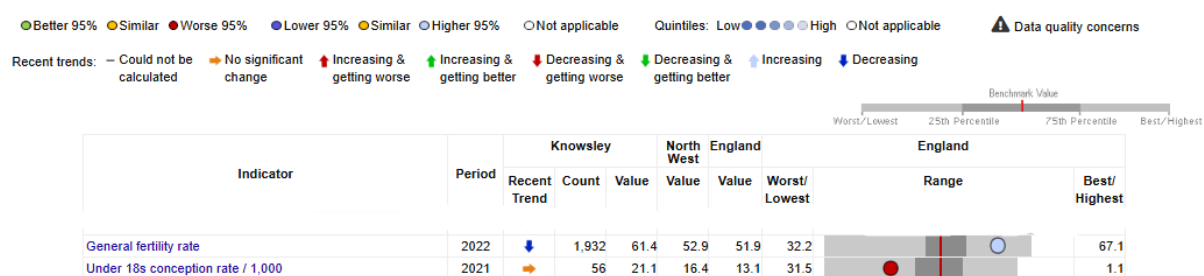 Better 95% Similar Worse 95% Lower 95% Similar Higher 95% Not applicable Quintiles: Low High Not applicable Data quality concerns
Recent trends: – Could not be calculated No significant change Increasing & getting worse Increasing & getting better Decreasing & getting worse Decreasing & getting better Increasing Decreasing
Benchmark Value
Worst/Lowest 25th Percentile 75th Percentile Best/Highest
Indicator Period Knowsley North West England England
Recent Trend Count Value Value Value Worst/ Lowest Range Best/ Highest
General fertility rate 2022 1,932 61.4 52.9 51.9 32.2 67.1
Under 18s conception rate / 1,000 2021 56 21.1 16.4 13.1 31.5 1.1